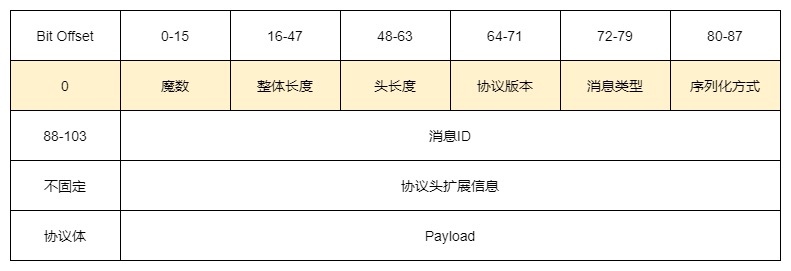 Bit Offset 0-15 16-47 48-63 64-71 72-79 80-87
0 魔数 整体长度 头长度 协议版本 消息类型 序列化方式
88-103 消息ID
不固定 协议头扩展信息
协议体 Payload